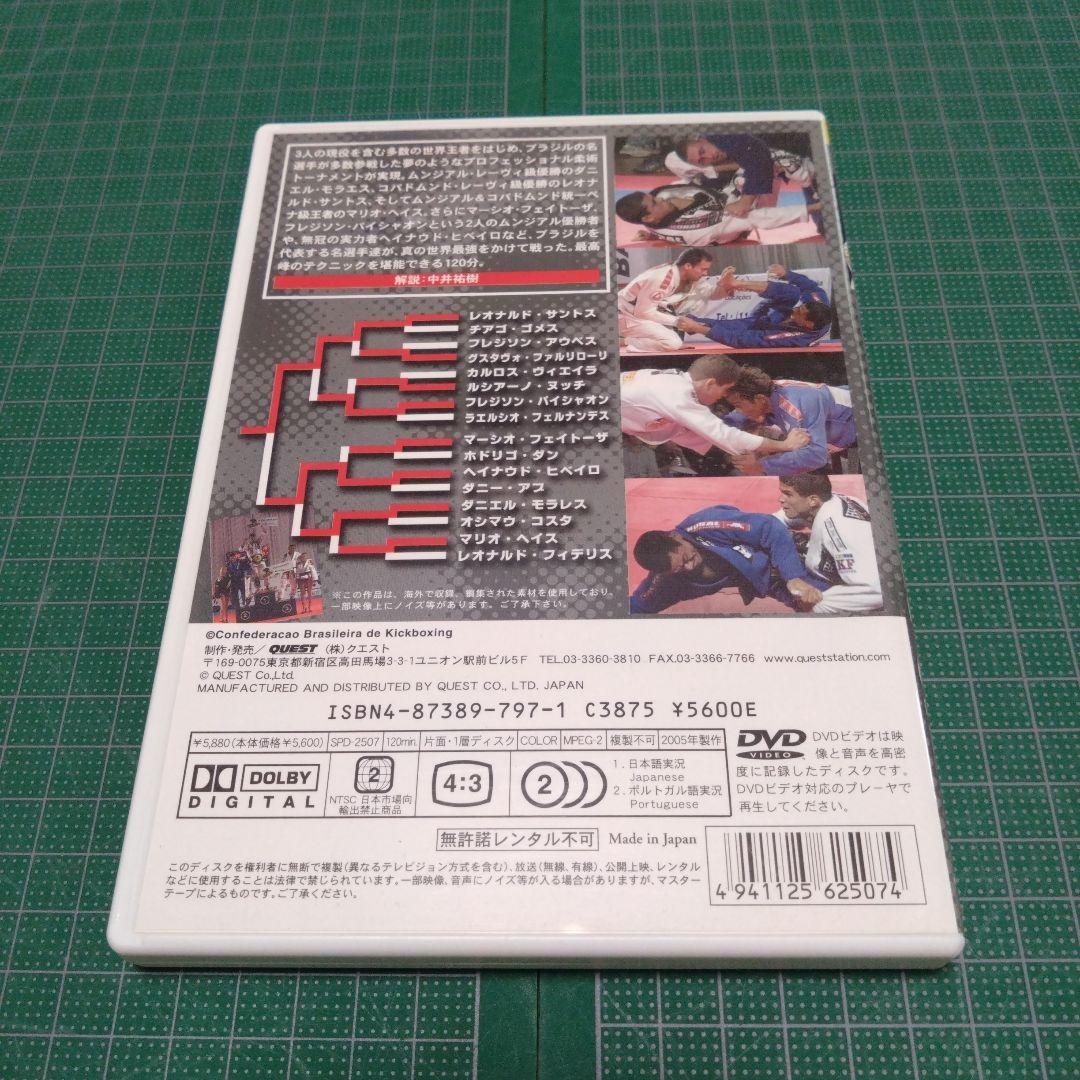 3人の現役を含む多数の世界王者をはじめ、ブラジルの名
選手が多数参戦した夢のようなプロフェッショナル柔術
トーナメントが実現。ムンジアル・レーヴィ級優勝のダニ
エル・モラエス、コパドムンド・レーヴィ級優勝のレオナ
ルド・サントス、そしてムンジアル&コパドムンド統一ペ
ナ級王者のマリオ・ヘイス。さらにマーシオ・フェイトーザ、
フレジソン・パイシャオンという2人のムンジアル優勝者
や、無冠の実力者ヘイナウド・ヒベイロなど、ブラジルを
代表する名選手達が、真の世界最強をかけて戦った。最高
峰のテクニックを堪能できる120分。
解説:中井祐樹
レオナルド・サントス
チアゴ・ゴメス
フレジソン・アウベス
グスタヴォ・ファルリローリ
カルロス・ヴィエイラ
ルシアーノ・ヌッチ
フレジソン・パイシャオン
ラエルシオ・フェルナンデス
マーシオ・フェイトーザ
ホドリゴ・ダン
ヘイナウド・ヒベイロ
ダニー・アブ
ダニエル・モラレス
オシマウ・コスタ
マリオ・ヘイス
レオナルド・フィデリス
※この作品は、海外で収録、編集された素材を使用しており、
一部映像上にノイズ等があります。ご了承下さい。
©Confederacao Brasileira de Kickboxing
制作・発売/QUEST (株)クエスト
〒169-0075東京都新宿区高田馬場3-3-1ユニオン駅前ビル5F TEL.03-3360-3810 FAX.03-3366-7766 www.queststation.com
© QUEST Co.,Ltd.
MANUFACTURED AND DISTRIBUTED BY QUEST CO., LTD. JAPAN
ISBN4-87389-797-1 C3875 ¥5600E
¥5,880(本体価格¥5,600) SPD-2507 120min. 片面・1層ディスク COLOR MPEG-2 複製不可 2005年製作
DOLBY
DIGITAL
2
NTSC 日本市場向
輸出禁止商品
4:3
2
1. 日本語実況
Japanese
2. ポルトガル語実況
Portuguese
DVD
VIDEO
DVDビデオは映
像と音声を高密
度に記録したディスクです。
DVDビデオ対応のプレーヤで
再生してください。
無許諾レンタル不可 Made in Japan
このディスクを権利者に無断で複製(異なるテレビジョン方式を含む)、放送(無線、有線)、公開上映、レンタル
などに使用することは法律で禁じられています。一部映像、音声にノイズ等が入る場合がありますが、マスター
テープによるものです。ご了承ください。
4 941125 625074